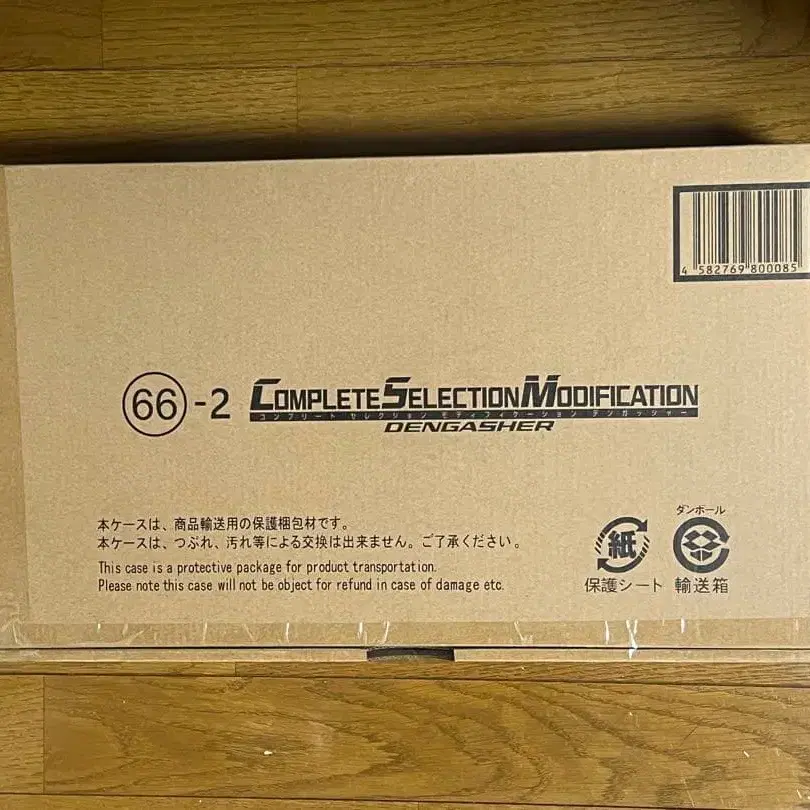 4 582769 800085
66-2 COMPLETE SELECTION MODIFICATION
コンプリート セレクション モディフィケーション デンガッシャー
DENGASHER
本ケースは、商品輸送用の保護梱包材です。
本ケースは、つぶれ、汚れ等による交換は出来ません。ご了承ください。
This case is a protective package for product transportation.
Please note this case will not be object for refund in case of damage etc.
紙
保護シート
ダンボール
輸送箱